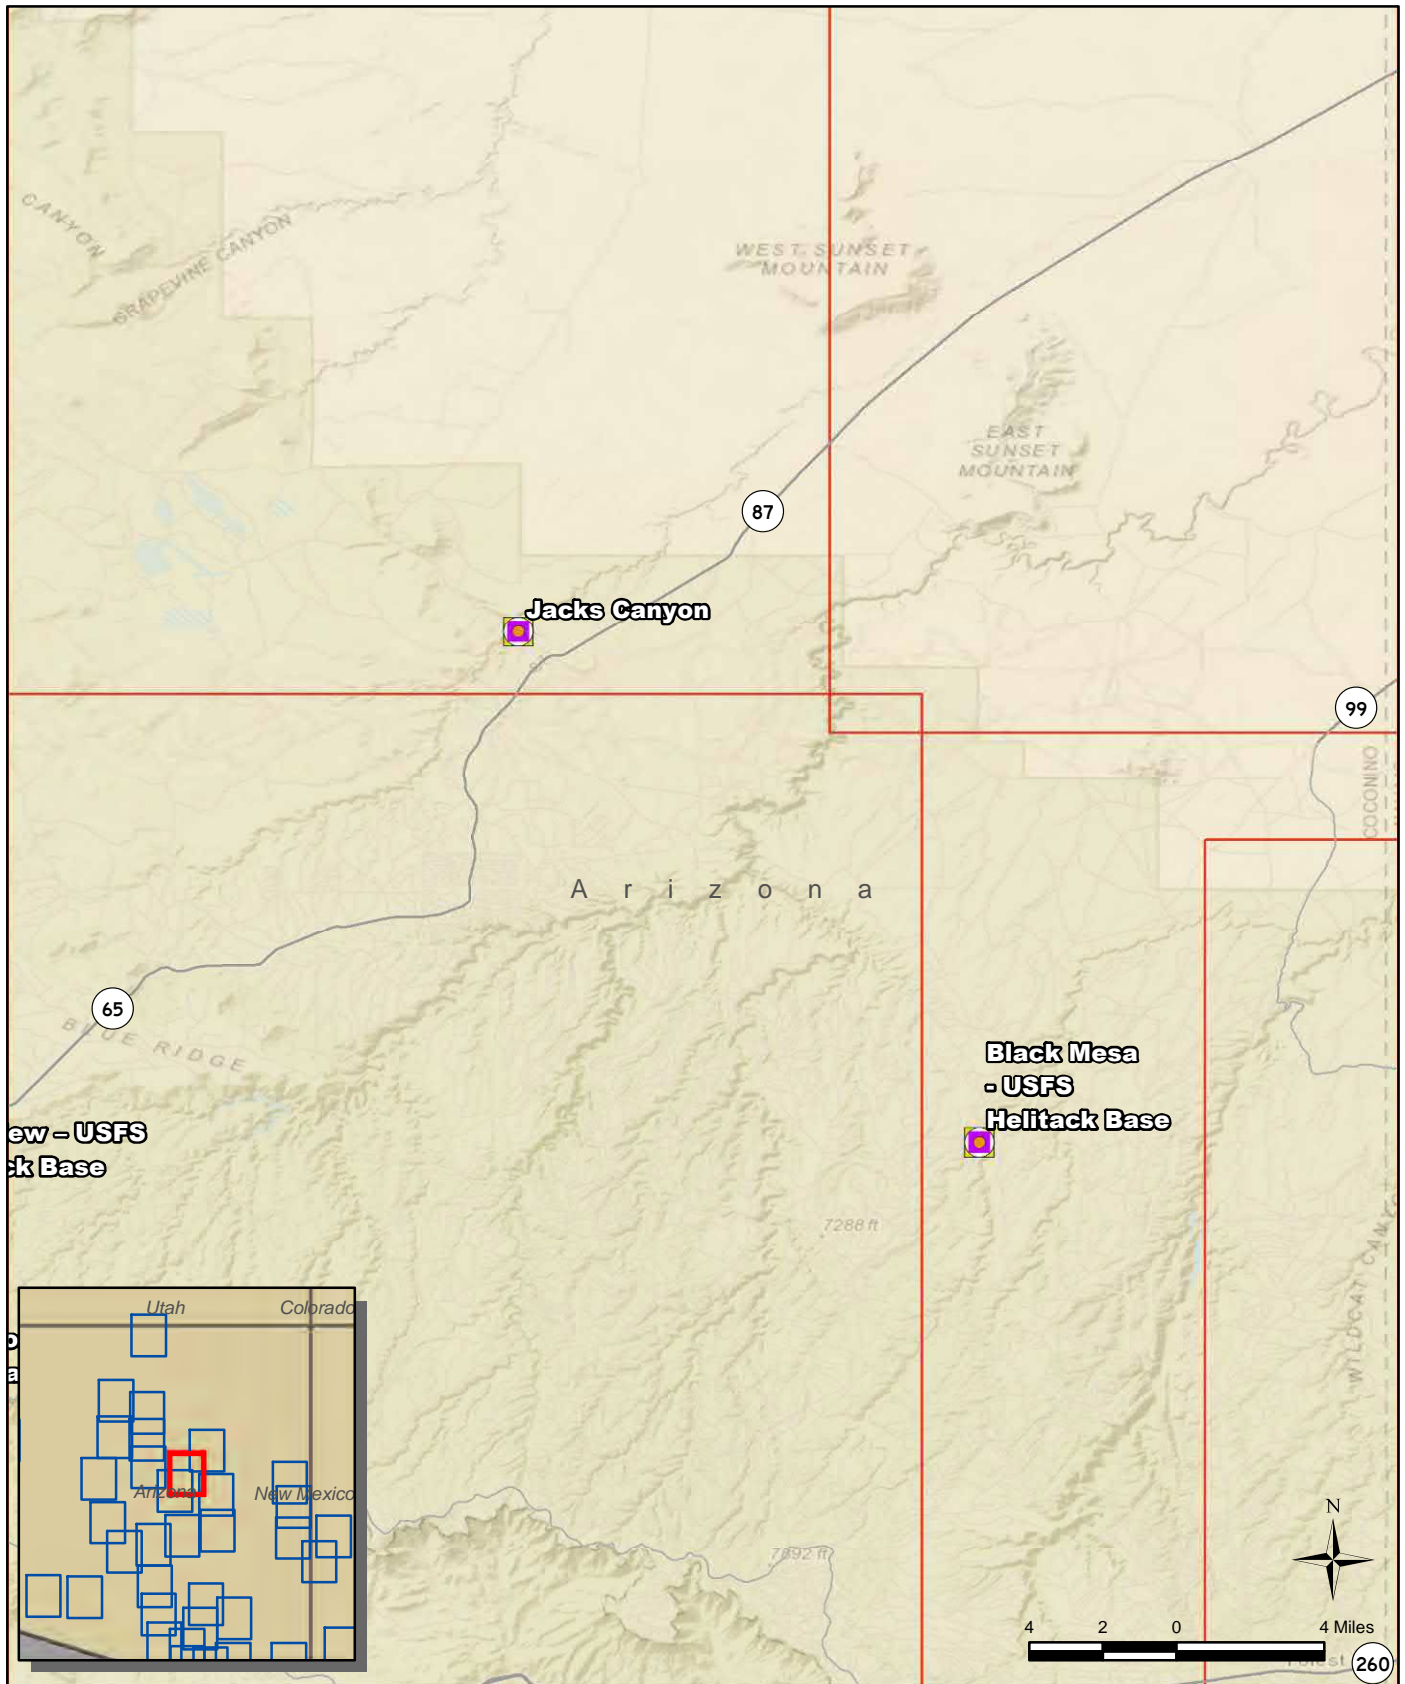 CANYON
GRAPEVINE CANYON
WEST SUNSET
MOUNTAIN
EAST
SUNSET
MOUNTAIN
87
Jacks Canyon
99
COCONINO
Arizona
65
BLUE RIDGE
Black Mesa
- USFS
Helitack Base
ew – USFS
ck Base
7288 ft
WILDCAT
Utah
Colorado
Arizona
New Mexico
7892 ft
N
4 2 0 4 Miles
260